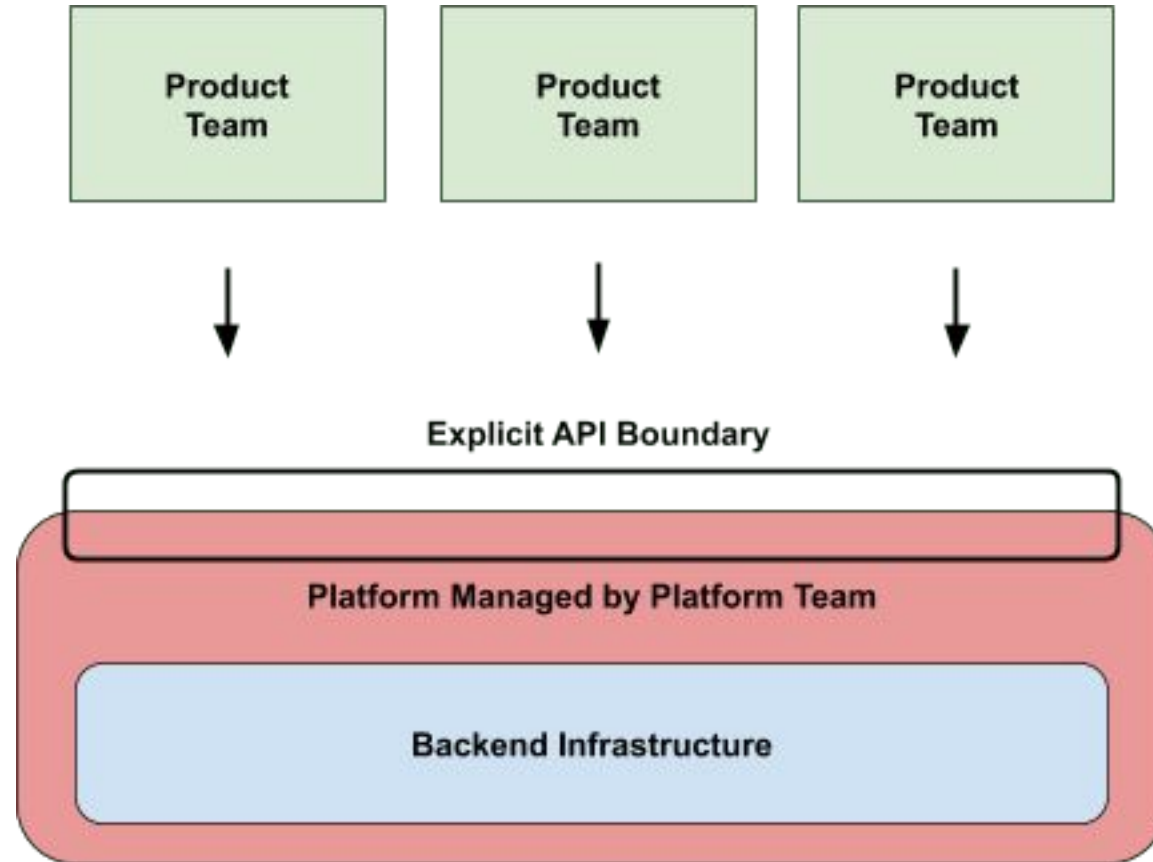 Product
Team
Product
Team
Product
Team
Explicit API Boundary
Platform Managed by Platform Team
Backend Infrastructure